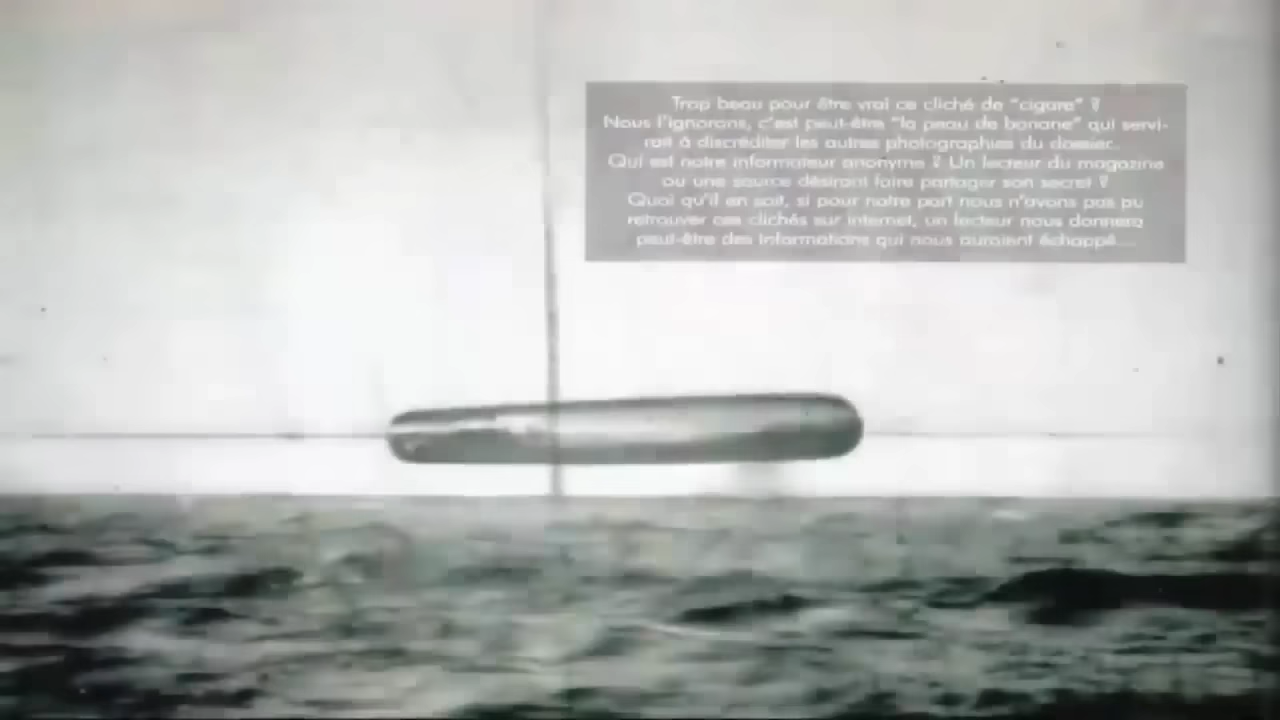 Trop beau pour être vrai ce cliché de "cigare" ?
Nous l'ignorons, c'est peut-être "la peau de banane" qui servi-
rait à discréditer les autres photographies du dossier.
Qui est notre informateur anonyme ? Un lecteur du magazine
ou une source désirant faire partager son secret ?
Quoi qu'il en soit, si pour notre part nous n'avons pas pu
retrouver ces clichés sur internet, un lecteur nous donnera
peut-être des informations qui nous auraient échappé...